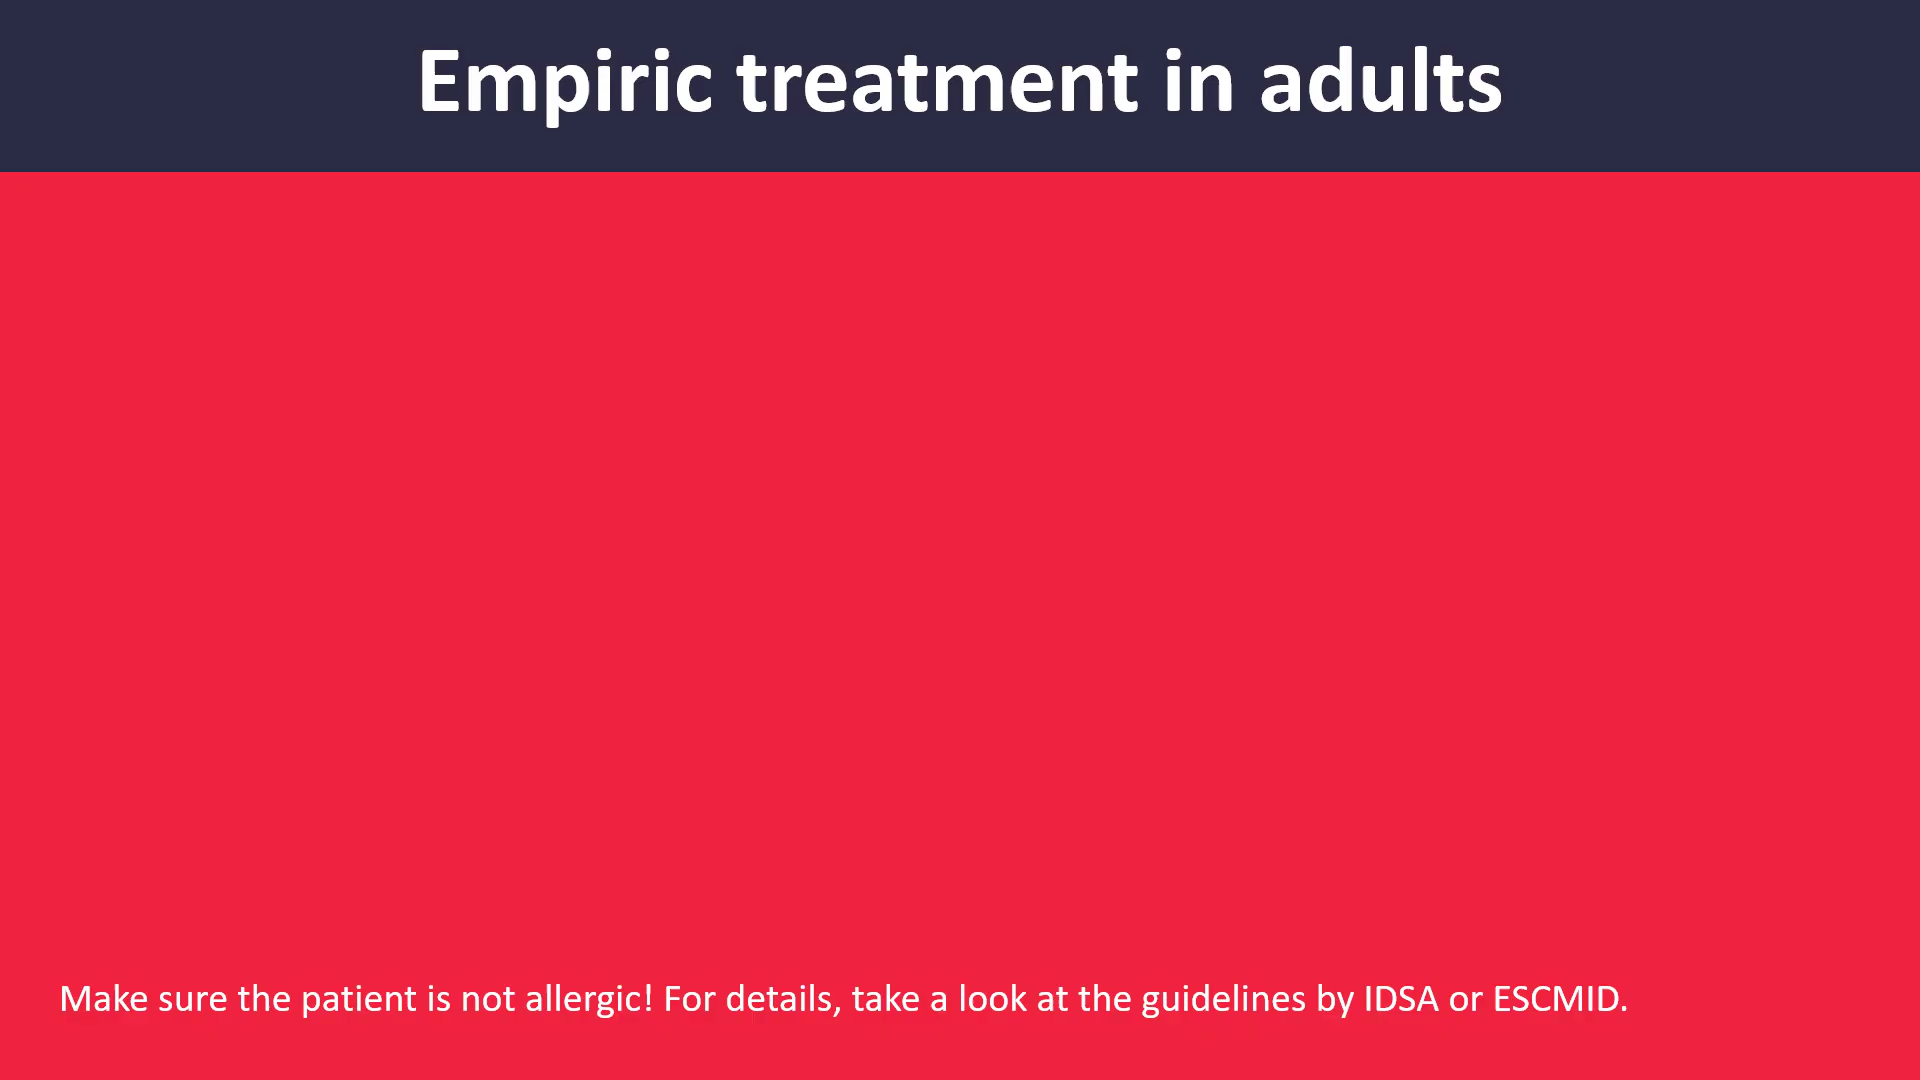 Empiric treatment in adults
Make sure the patient is not allergic! For details, take a look at the guidelines by IDSA or ESCMID.